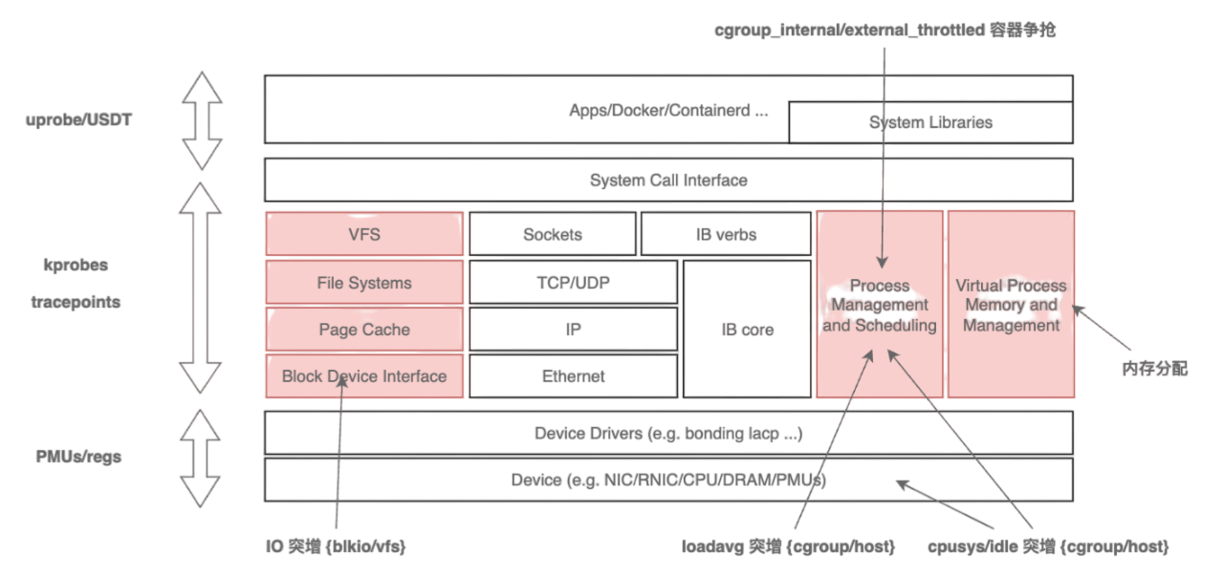 cgroup_internal/external_throttled 容器争抢
uprobe/USDT
Apps/Docker/Containerd ...
System Libraries
System Call Interface
kprobes
tracepoints
VFS
Sockets
IB verbs
File Systems
TCP/UDP
Page Cache
IP
IB core
Block Device Interface
Ethernet
Process
Management
and Scheduling
Virtual Process
Memory and
Management
内存分配
PMUs/regs
Device Drivers (e.g. bonding lacp ...)
Device (e.g. NIC/RNIC/CPU/DRAM/PMUs)
IO 突增 {blkio/vfs}
loadavg 突增 {cgroup/host}
cpusys/idle 突增 {cgroup/host}